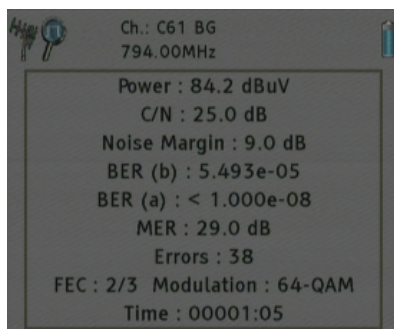 Ch.: C61 BG
794.00MHz
Power : 84.2 dBuV
C/N : 25.0 dB
Noise Margin : 9.0 dB
BER (b) : 5.493e-05
BER (a) : < 1.000e-08
MER : 29.0 dB
Errors : 38
FEC : 2/3 Modulation : 64-QAM
Time : 00001:05